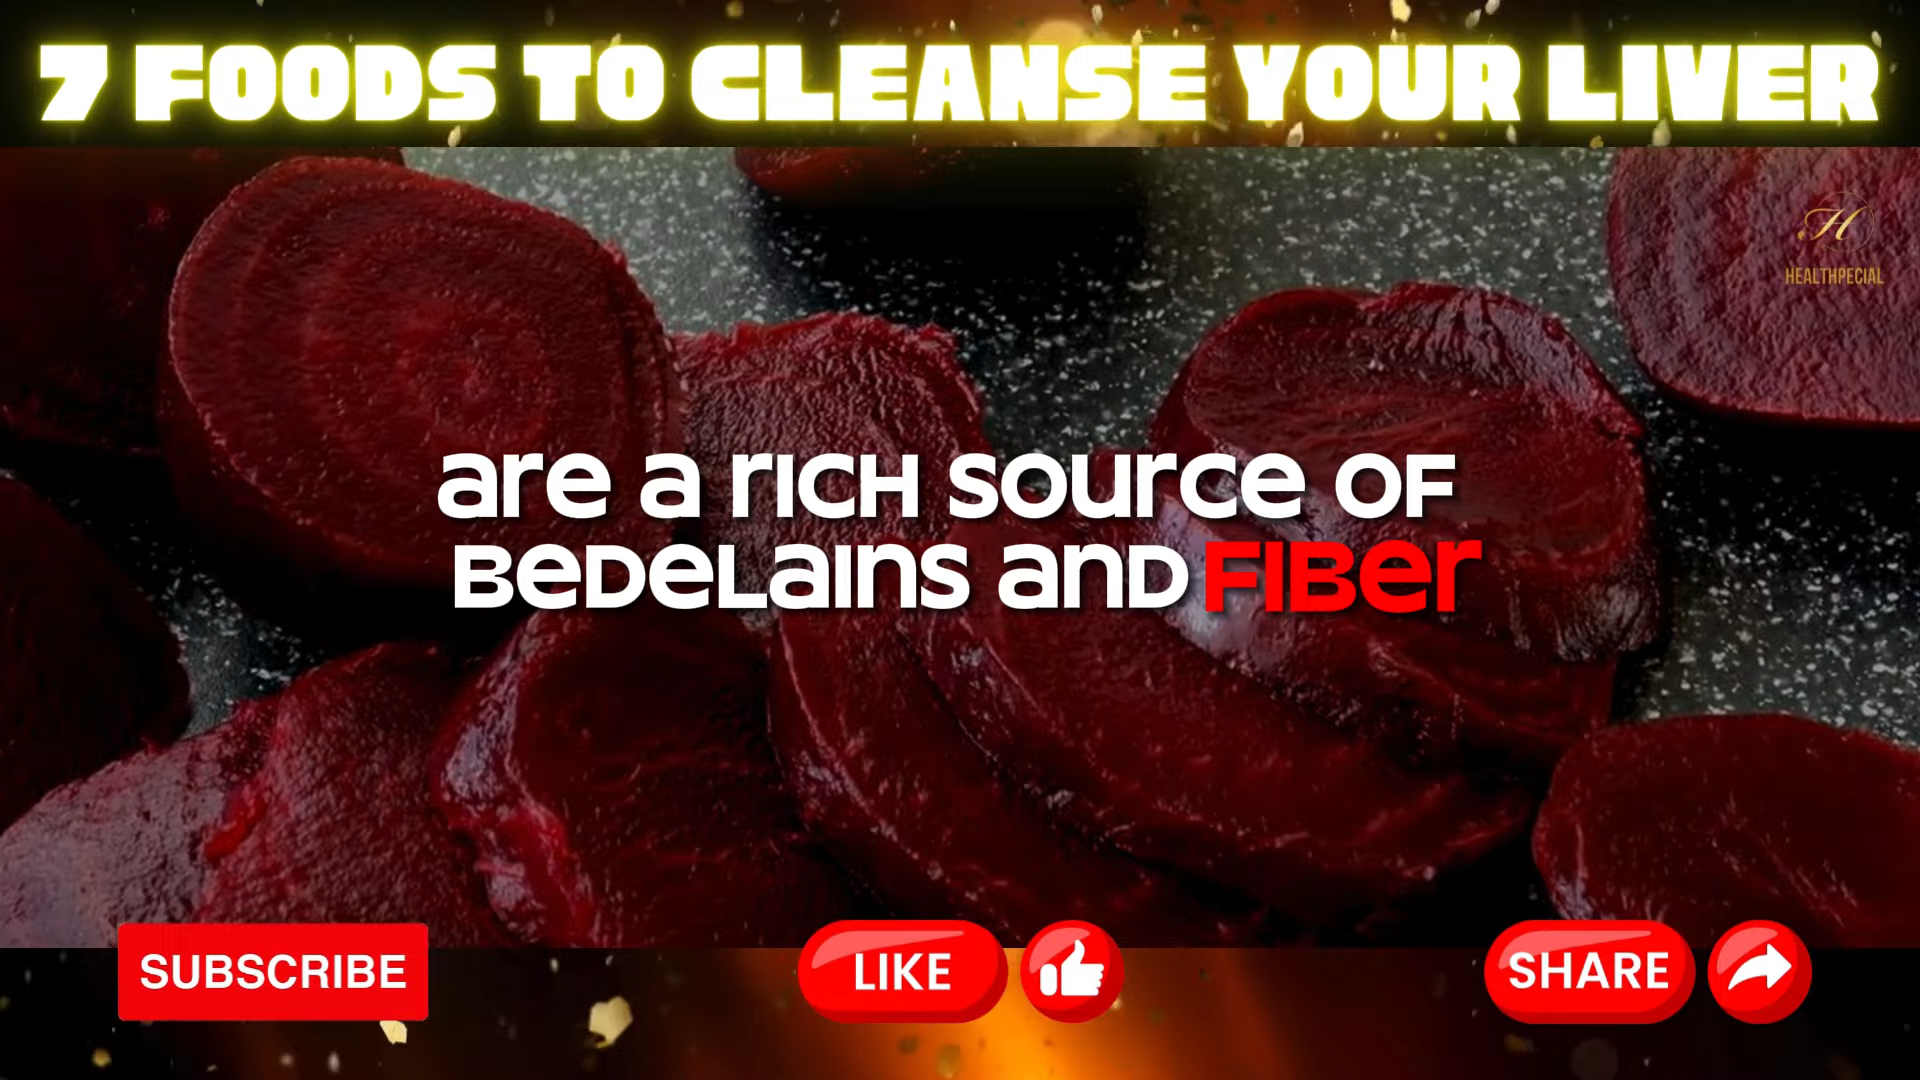 7 FOODS TO CLEANSE YOUR LIVER
H
HEALTHPECIAL
are a rich source of
bedelains and fiber
SUBSCRIBE
LIKE
SHARE